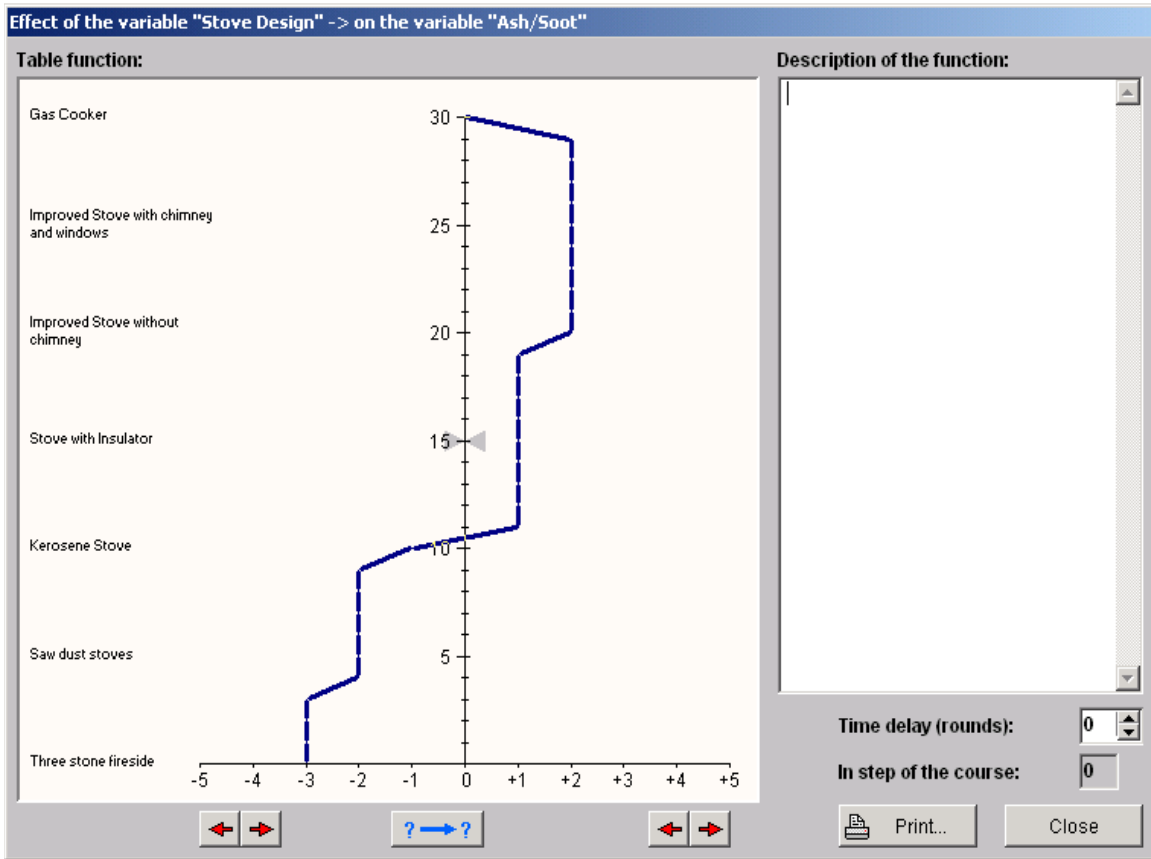 Effect of the variable "Stove Design" -> on the variable "Ash/Soot"
Table function:
Description of the function:
Gas Cooker
30
Improved Stove with chimney
and windows
25
Improved Stove without
chimney
20
Stove with Insulator
15
Kerosene Stove
10
Saw dust stoves
5
Three stone fireside
-5 -4 -3 -2 -1 0 +1 +2 +3 +4 +5
Time delay (rounds): 0
In step of the course: 0
? ?
Print...
Close